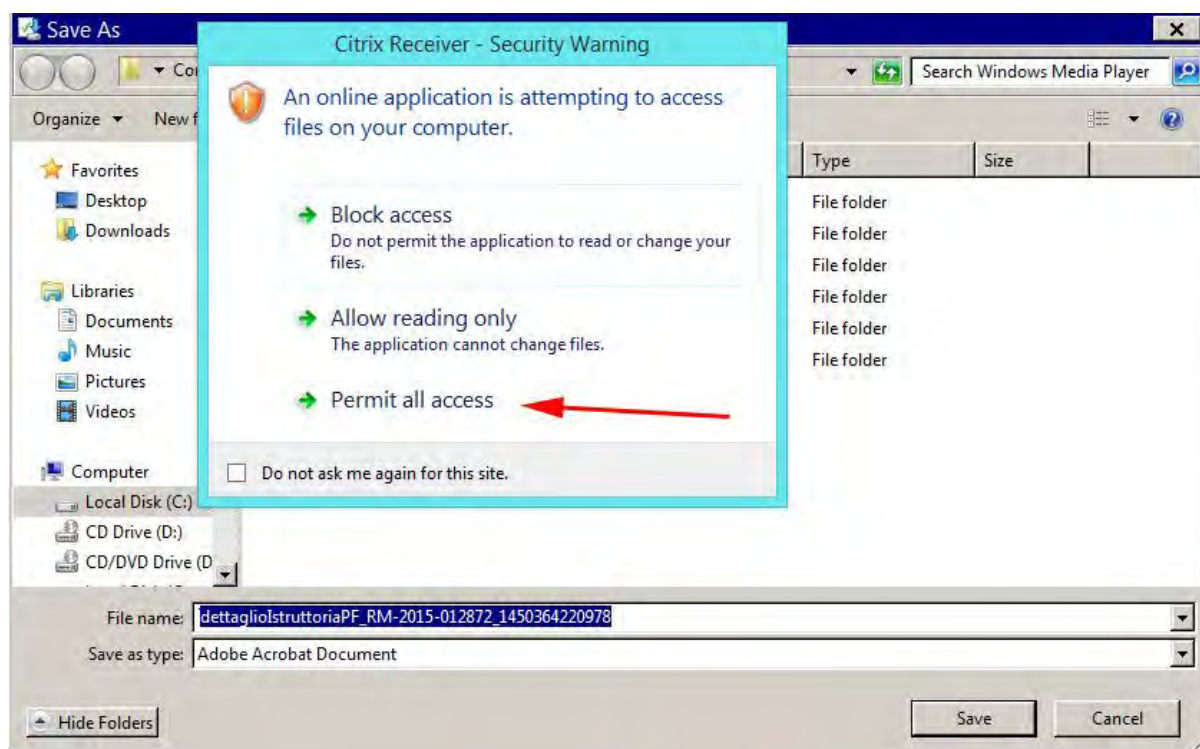 Save As
Citrix Receiver - Security Warning
Search Windows Media Player
An online application is attempting to access
files on your computer.
Organize
New f
Type
Size
Favorites
Desktop
Downloads
Block access
Do not permit the application to read or change your
files.
File folder
File folder
File folder
File folder
File folder
File folder
Libraries
Documents
Music
Pictures
Videos
Allow reading only
The application cannot change files.
Permit all access
Do not ask me again for this site.
Computer
Local Disk (C:)
CD Drive (D:)
CD/DVD Drive (D
File name: dettaglioIstruttoriaPF_RM-2015-012872_1450364220978
Save as type: Adobe Acrobat Document
Hide Folders
Save
Cancel